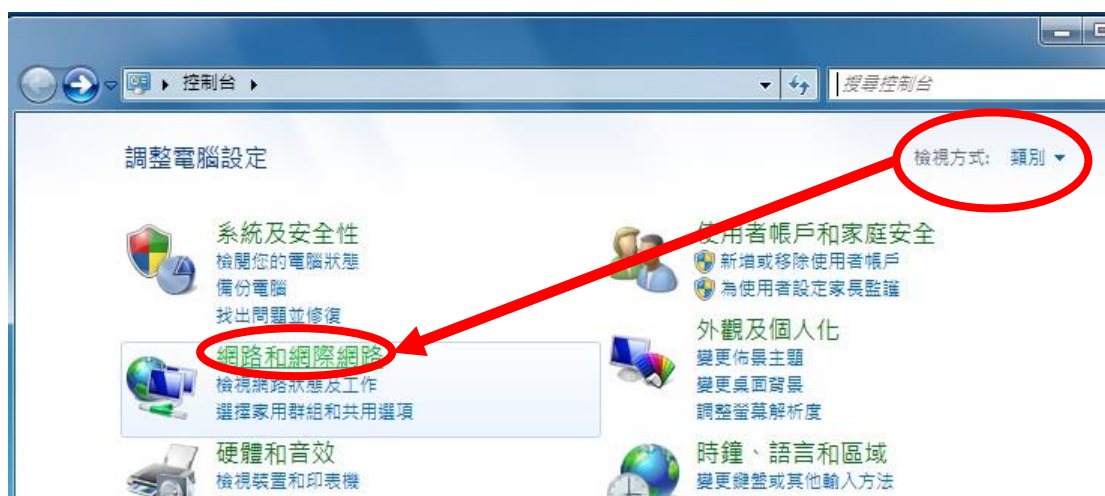 控制台
搜尋控制台
調整電腦設定
檢視方式: 類別
系統及安全性
檢閱您的電腦狀態
備份電腦
找出問題並修復
網路和網際網路
檢視網路狀態及工作
選擇家用群組和共用選項
硬體和音效
檢視裝置和印表機
使用者帳戶和家庭安全
新增或移除使用者帳戶
為使用者設定家長監護
外觀及個人化
變更佈景主題
變更桌面背景
調整螢幕解析度
時鐘、語言和區域
變更鍵盤或其他輸入方法